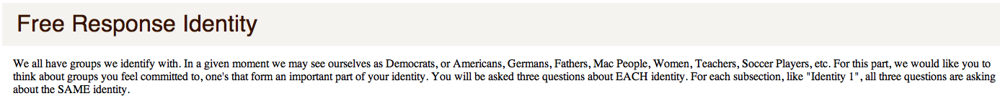 Free Response Identity
We all have groups we identify with. In a given moment we may see ourselves as Democrats, or Americans, Germans, Fathers, Mac People, Women, Teachers, Soccer Players, etc. For this part, we would like you to
think about groups you feel committed to, one's that form an important part of your identity. You will be asked three questions about EACH identity. For each subsection, like "Identity 1", all three questions are asking
about the SAME identity.